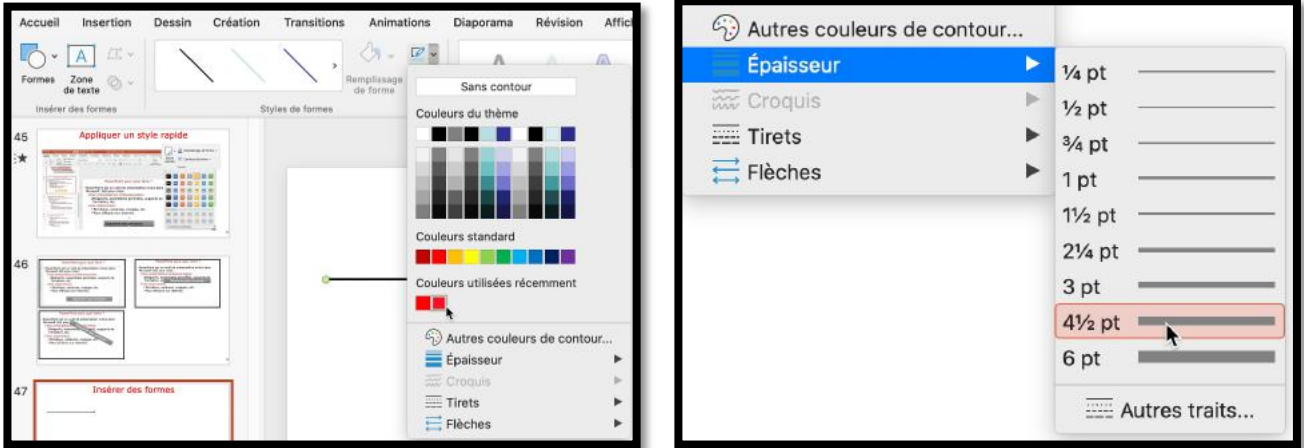 Accueil Insertion Dessin Création Transitions Animations Diaporama Révision Affic
A
Formes Zone de texte
Remplissage de forme
Insérer des formes Styles de formes
Sans contour
Couleurs du thème
Couleurs standard
Couleurs utilisées récemment
Autres couleurs de contour...
Épaisseur
Croquis
Tirets
Flèches
45
Appliquer un style rapide
46
47
Insérer des formes
Autres couleurs de contour...
Épaisseur
Croquis
Tirets
Flèches
¼ pt
½ pt
¾ pt
1 pt
1½ pt
2¼ pt
3 pt
4½ pt
6 pt
Autres traits...